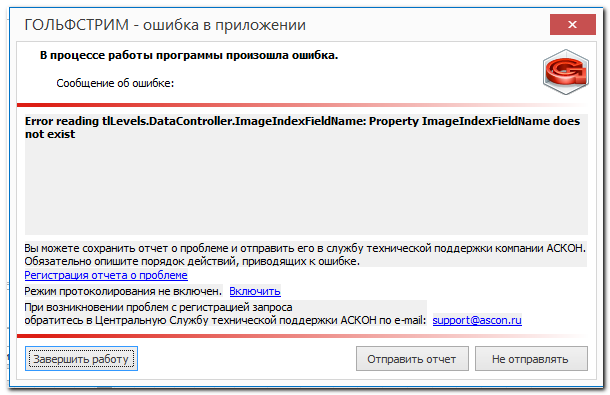 ГОЛЬФСТРИМ - ошибка в приложении
В процессе работы программы произошла ошибка.
Сообщение об ошибке:
Error reading tlLevels.DataController.ImageIndexFieldName: Property ImageIndexFieldName does
not exist
Вы можете сохранить отчет о проблеме и отправить его в службу технической поддержки компании АСКОН.
Обязательно опишите порядок действий, приводящих к ошибке.
Регистрация отчета о проблеме
Режим протоколирования не включен. Включить
При возникновении проблем с регистрацией запроса
обратитесь в Центральную Службу технической поддержки АСКОН по e-mail: support@ascon.ru
Завершить работу Отправить отчет Не отправлять